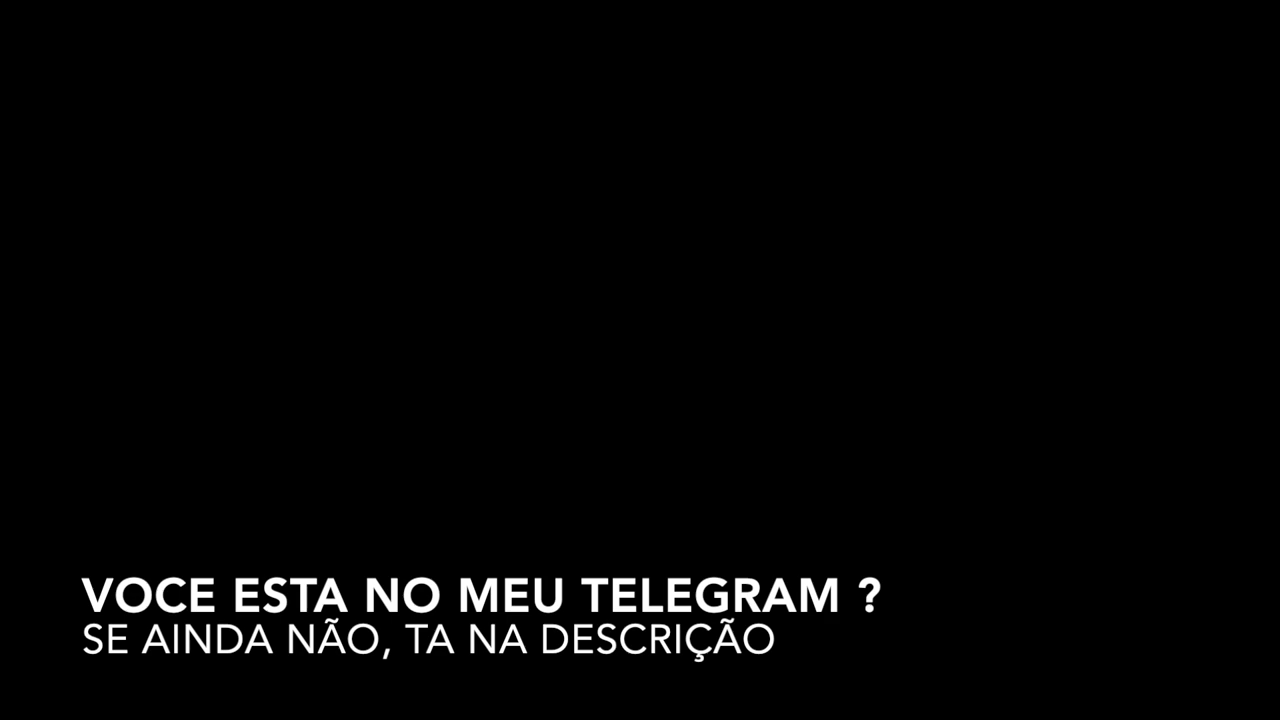 VOCE ESTA NO MEU TELEGRAM ?
SE AINDA NÃO, TA NA DESCRIÇÃO